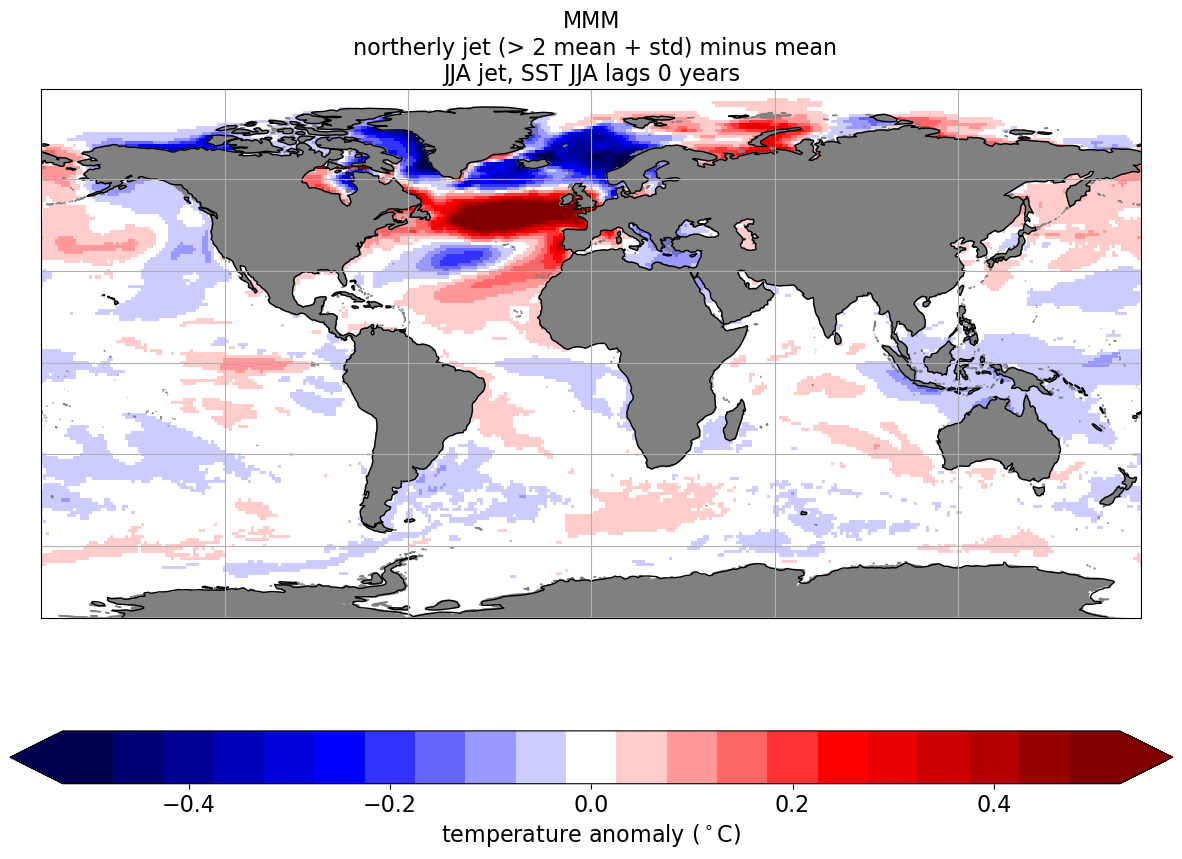 MMM
northerly jet (> 2 mean + std) minus mean
JJA jet, SST JJA lags 0 years
−0.4 −0.2 0.0 0.2 0.4
temperature anomaly (°C)